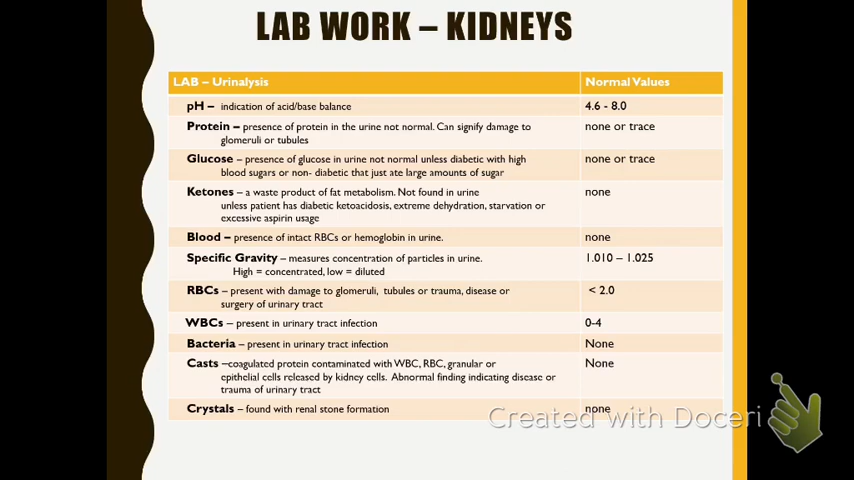 LAB WORK – KIDNEYS
LAB – Urinalysis Normal Values
pH – indication of acid/base balance 4.6 - 8.0
Protein – presence of protein in the urine not normal. Can signify damage to none or trace
glomeruli or tubules
Glucose – presence of glucose in urine not normal unless diabetic with high none or trace
blood sugars or non- diabetic that just ate large amounts of sugar
Ketones – a waste product of fat metabolism. Not found in urine none
unless patient has diabetic ketoacidosis, extreme dehydration, starvation or
excessive aspirin usage
Blood – presence of intact RBCs or hemoglobin in urine. none
Specific Gravity – measures concentration of particles in urine. 1.010 – 1.025
High = concentrated, low = diluted
RBCs – present with damage to glomeruli, tubules or trauma, disease or < 2.0
surgery of urinary tract
WBCs – present in urinary tract infection 0-4
Bacteria – present in urinary tract infection None
Casts –coagulated protein contaminated with WBC, RBC, granular or None
epithelial cells released by kidney cells. Abnormal finding indicating disease or
trauma of urinary tract
Crystals – found with renal stone formation none
Created with Doceri